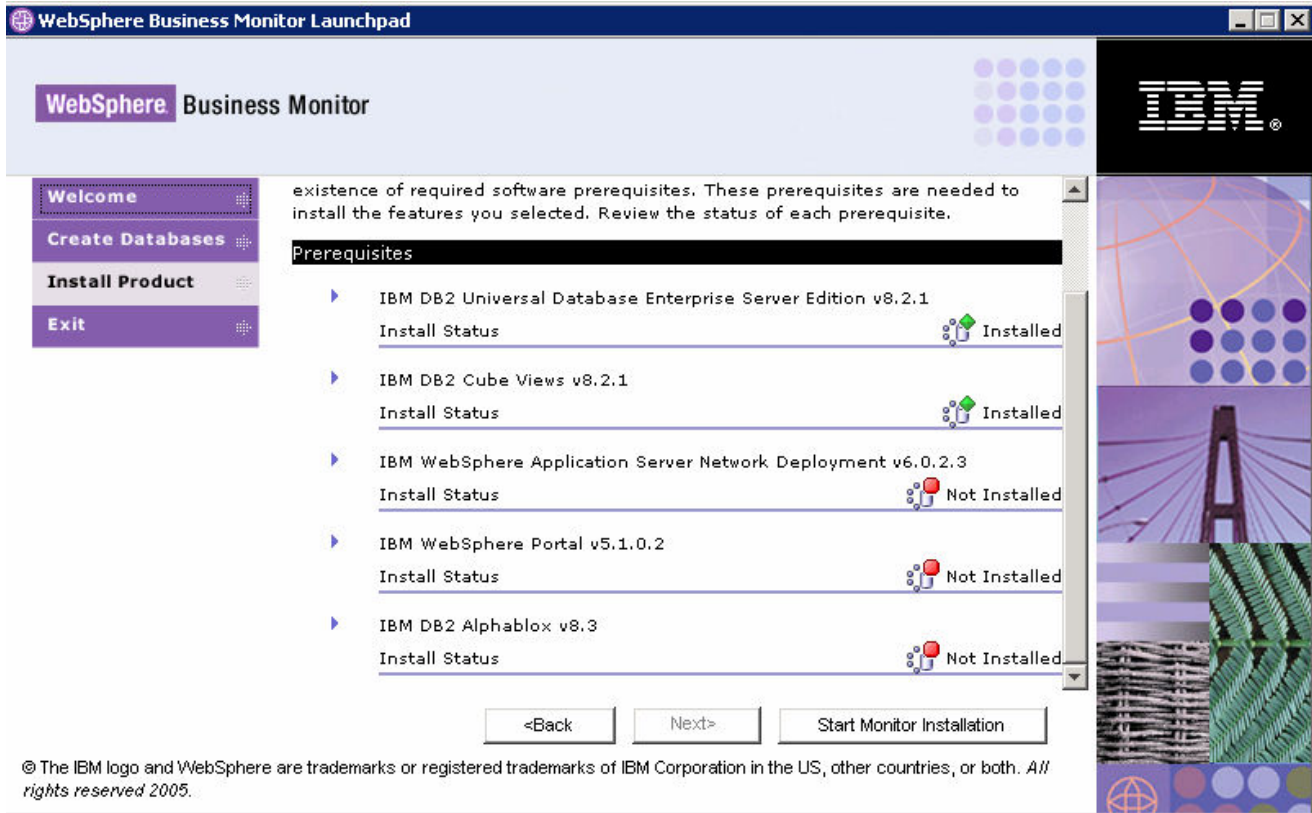 WebSphere Business Monitor Launchpad
WebSphere. Business Monitor
IBM®
Welcome
Create Databases
Install Product
Exit
existence of required software prerequisites. These prerequisites are needed to
install the features you selected. Review the status of each prerequisite.
Prerequisites
IBM DB2 Universal Database Enterprise Server Edition v8.2.1
Install Status Installed
IBM DB2 Cube Views v8.2.1
Install Status Installed
IBM WebSphere Application Server Network Deployment v6.0.2.3
Install Status Not Installed
IBM WebSphere Portal v5.1.0.2
Install Status Not Installed
IBM DB2 Alphablox v8.3
Install Status Not Installed
<Back Next> Start Monitor Installation
© The IBM logo and WebSphere are trademarks or registered trademarks of IBM Corporation in the US, other countries, or both. All
rights reserved 2005.